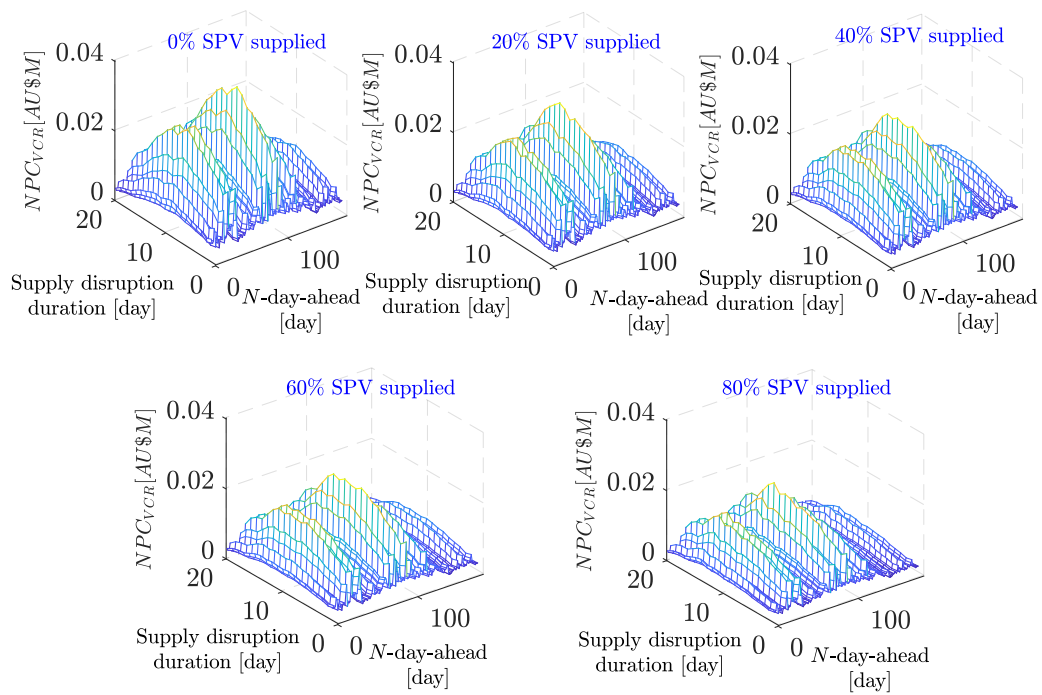 0% SPV supplied
NPC_{VCR}[AU$M]
0.04
0.02
0
20
10
0
0
100
Supply disruption
duration [day]
N-day-ahead
[day]
20% SPV supplied
NPC_{VCR}[AU$M]
0.04
0.02
0
20
10
0
0
100
Supply disruption
duration [day]
N-day-ahead
[day]
40% SPV supplied
NPC_{VCR}[AU$M]
0.04
0.02
0
20
10
0
0
100
Supply disruption
duration [day]
N-day-ahead
[day]
60% SPV supplied
NPC_{VCR}[AU$M]
0.04
0.02
0
20
10
0
0
100
Supply disruption
duration [day]
N-day-ahead
[day]
80% SPV supplied
NPC_{VCR}[AU$M]
0.04
0.02
0
20
10
0
0
100
Supply disruption
duration [day]
N-day-ahead
[day]